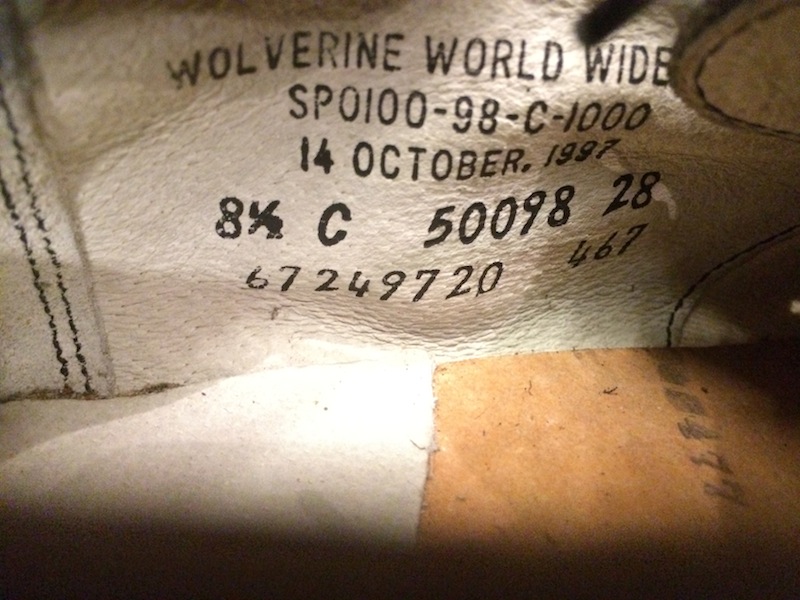 WOLVERINE WORLD WIDE
SP0100-98-C-1000
14 OCTOBER. 1997
8½ C 50098 28
67249720 467